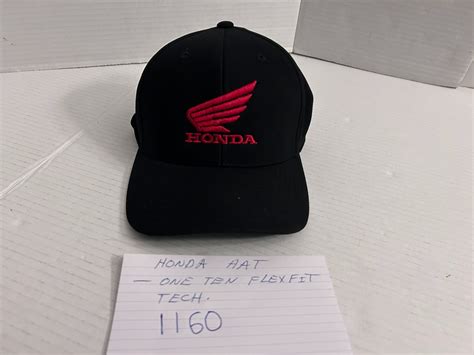 HONDA
HONDA HAT
- ONE TEN FLEXFIT
TECH.
1160